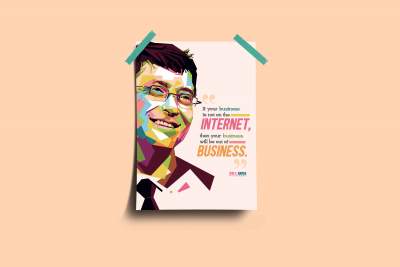 “
If your business
is not on the
INTERNET,
then your business
will be out of
BUSINESS.
”